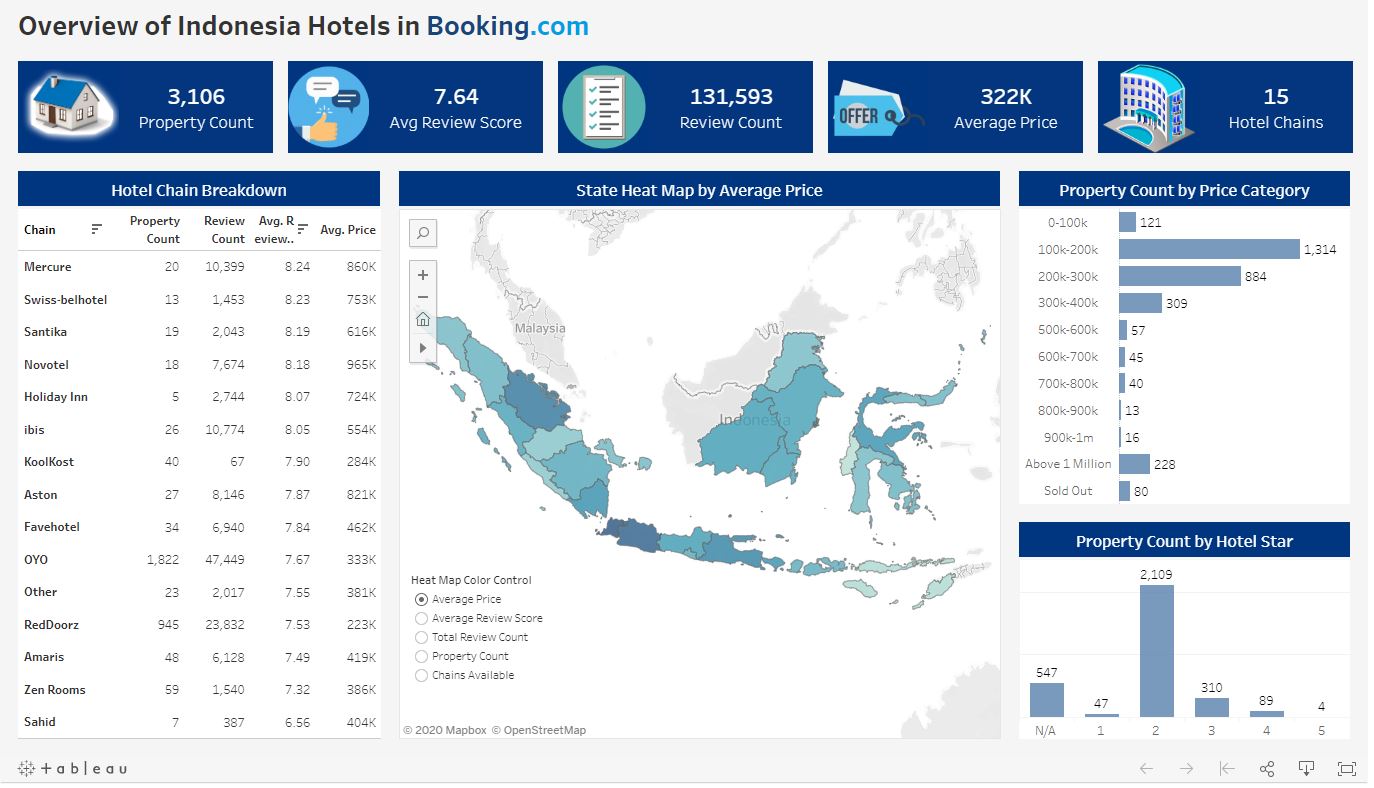 Overview of Indonesia Hotels in Booking.com
3,106
Property Count
7.64
Avg Review Score
131,593
Review Count
OFFER
322K
Average Price
15
Hotel Chains
Hotel Chain Breakdown
Chain Property Count Review Count Avg. R eview.. Avg. Price
Mercure 20 10,399 8.24 860K
Swiss-belhotel 13 1,453 8.23 753K
Santika 19 2,043 8.19 616K
Novotel 18 7,674 8.18 965K
Holiday Inn 5 2,744 8.07 724K
ibis 26 10,774 8.05 554K
KoolKost 40 67 7.90 284K
Aston 27 8,146 7.87 821K
Favehotel 34 6,940 7.84 462K
OYO 1,822 47,449 7.67 333K
Other 23 2,017 7.55 381K
RedDoorz 945 23,832 7.53 223K
Amaris 48 6,128 7.49 419K
Zen Rooms 59 1,540 7.32 386K
Sahid 7 387 6.56 404K
State Heat Map by Average Price
Malaysia
Indonesia
Heat Map Color Control
Average Price
Average Review Score
Total Review Count
Property Count
Chains Available
© 2020 Mapbox © OpenStreetMap
Property Count by Price Category
0-100k 121
100k-200k 1,314
200k-300k 884
300k-400k 309
500k-600k 57
600k-700k 45
700k-800k 40
800k-900k 13
900k-1m 16
Above 1 Million 228
Sold Out 80
Property Count by Hotel Star
547 47 2,109 310 89 4
N/A 1 2 3 4 5
+ableau